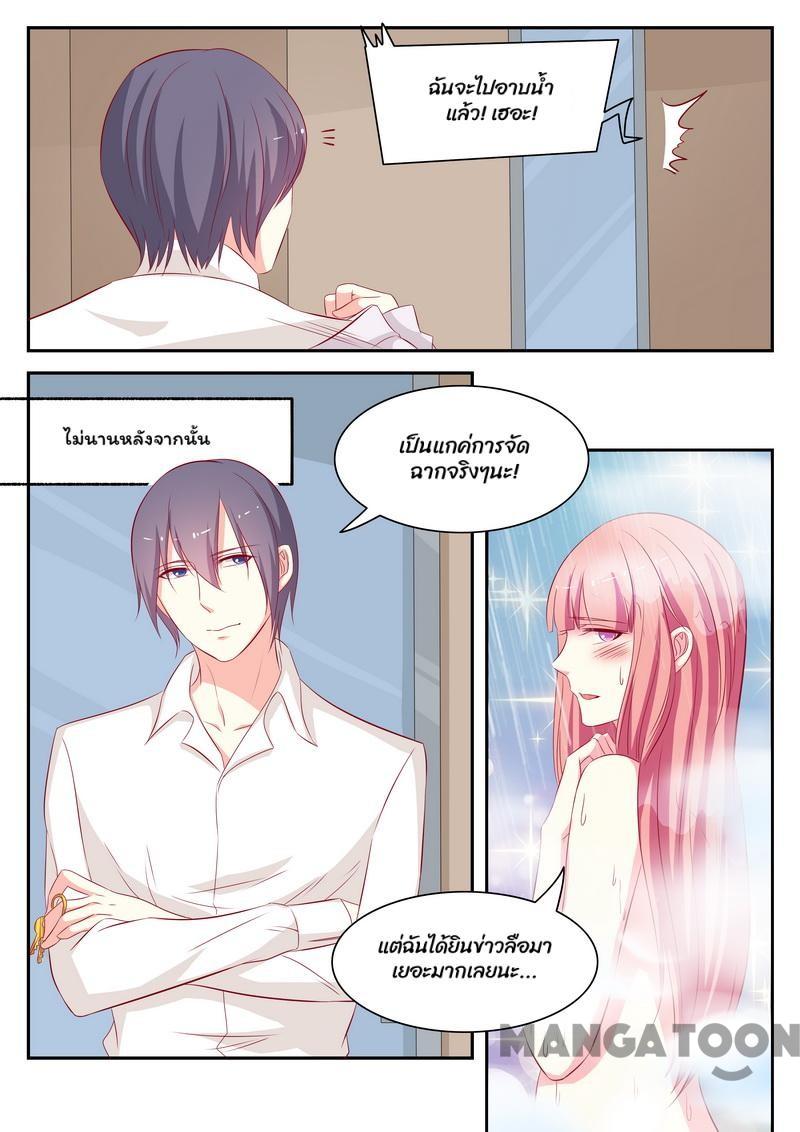 ฉันจะไปอาบน้ำ
แล้ว! เฮอะ!
ไม่นานหลังจากนั้น
เป็นแกค่การจัด
ฉากจริงๆนะ!
แต่ฉันได้ยินข่าวลือมา
เยอะมากเลยนะ...
MANGATOON